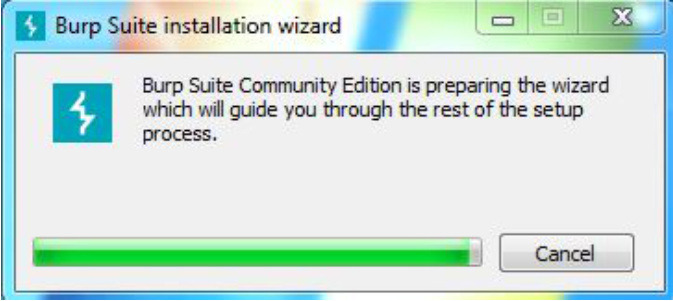 Burp Suite installation wizard
Burp Suite Community Edition is preparing the wizard
which will guide you through the rest of the setup
process.
Cancel